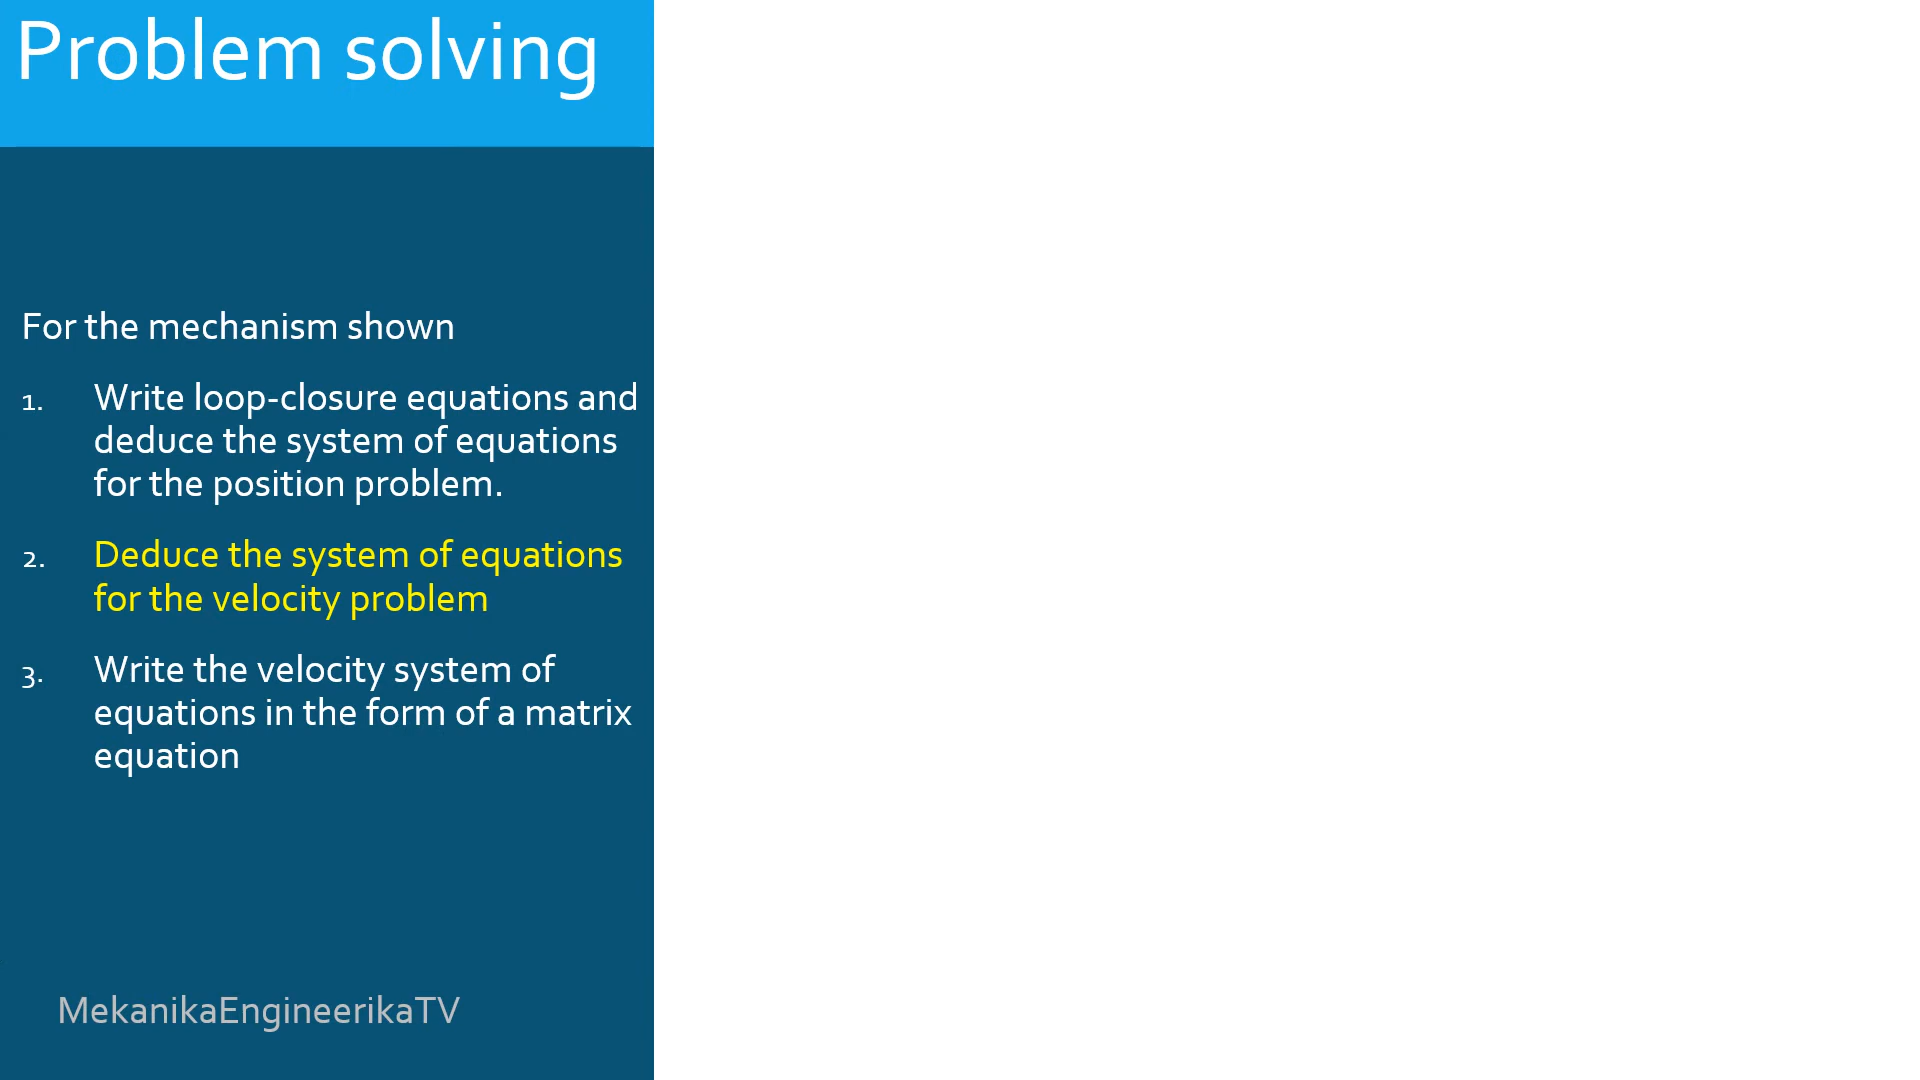 Problem solving
For the mechanism shown
1. Write loop-closure equations and
deduce the system of equations
for the position problem.
2. Deduce the system of equations
for the velocity problem
3. Write the velocity system of
equations in the form of a matrix
equation
MekanikaEngineerikaTV